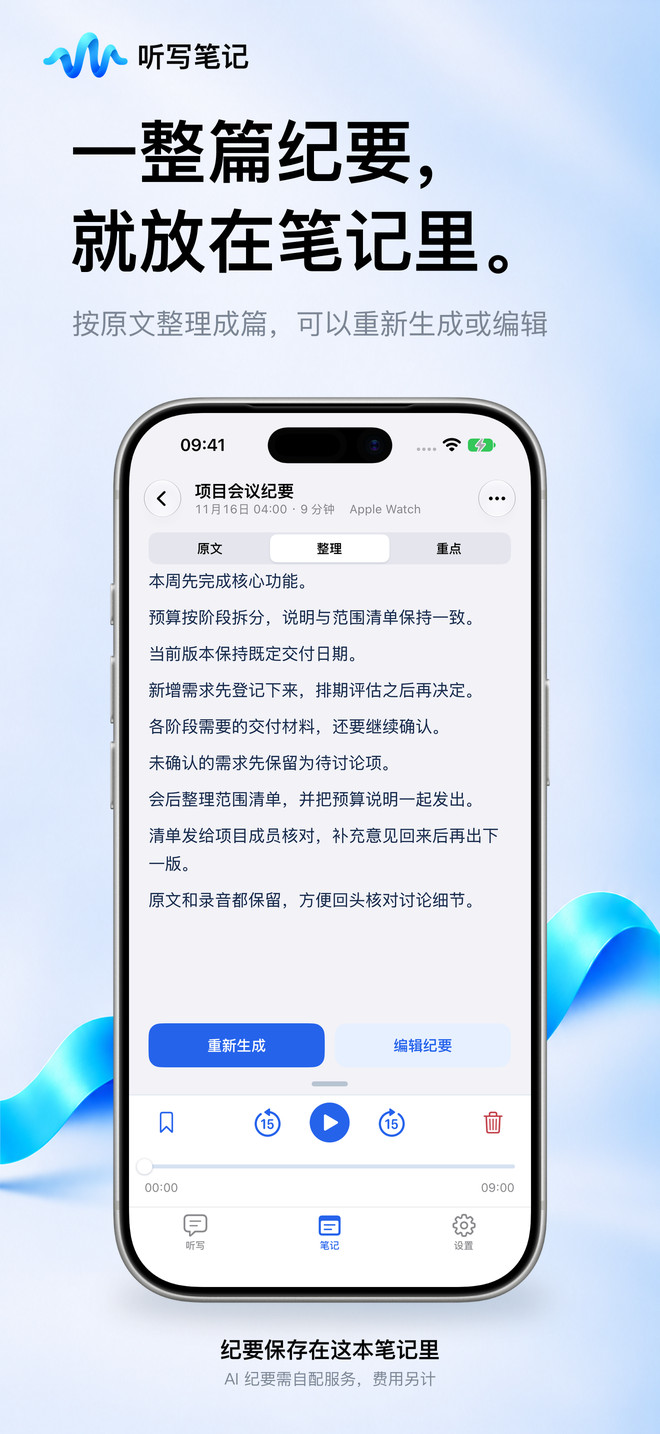 听写笔记
一整篇纪要，
就放在笔记里。
按原文整理成篇，可以重新生成或编辑
09:41
项目会议纪要
11月16日 04:00 · 9 分钟 Apple Watch
原文 整理 重点
本周先完成核心功能。
预算按阶段拆分，说明与范围清单保持一致。
当前版本保持既定交付日期。
新增需求先登记下来，排期评估之后再决定。
各阶段需要的交付材料，还要继续确认。
未确认的需求先保留为待讨论项。
会后整理范围清单，并把预算说明一起发出。
清单发给项目成员核对，补充意见回来后再出下
一版。
原文和录音都保留，方便回头核对讨论细节。
重新生成 编辑纪要
15 15
00:00 09:00
听写 笔记 设置
纪要保存在这本笔记里
AI 纪要需自配服务，费用另计